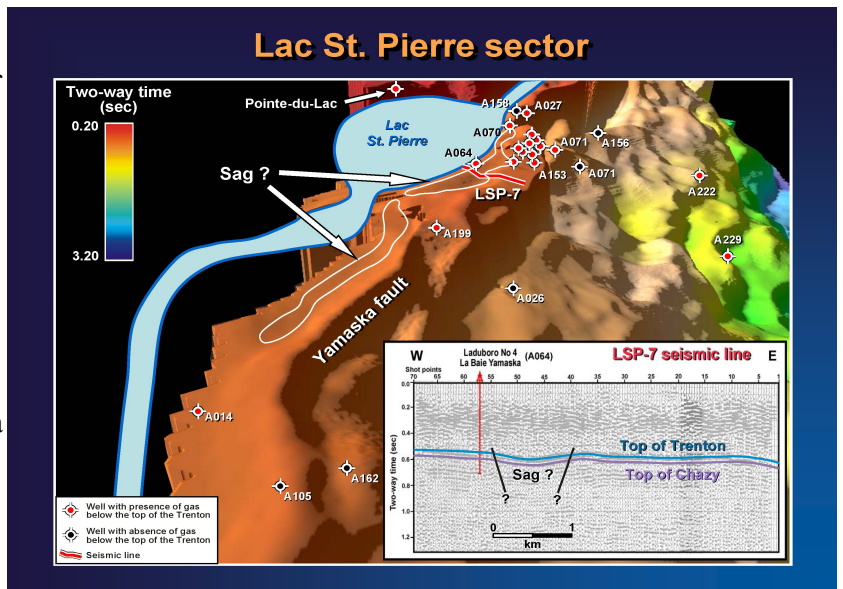 Lac St. Pierre sector
Two-way time
(sec)
0.20
3.20
Pointe-du-Lac
Lac
St. Pierre
Sag ?
A158
A027
A070
A064
A071
A156
A071
A153
LSP-7
A222
A199
A229
A026
Yamaska fault
A014
A162
A105
Well with presence of gas
below the top of the Trenton
Well with absence of gas
below the top of the Trenton
Seismic line
W
Laduboro No 4
La Baie Yamaska
(A064)
LSP-7 seismic line
E
Shot points
70 65 60 55 50 45 40 35 30 25 20 15 10 5 1
Two-way time (sec)
0.0
0.2
0.4
0.6
0.8
1.0
1.2
Top of Trenton
Top of Chazy
Sag ?
? ?
0 1
km